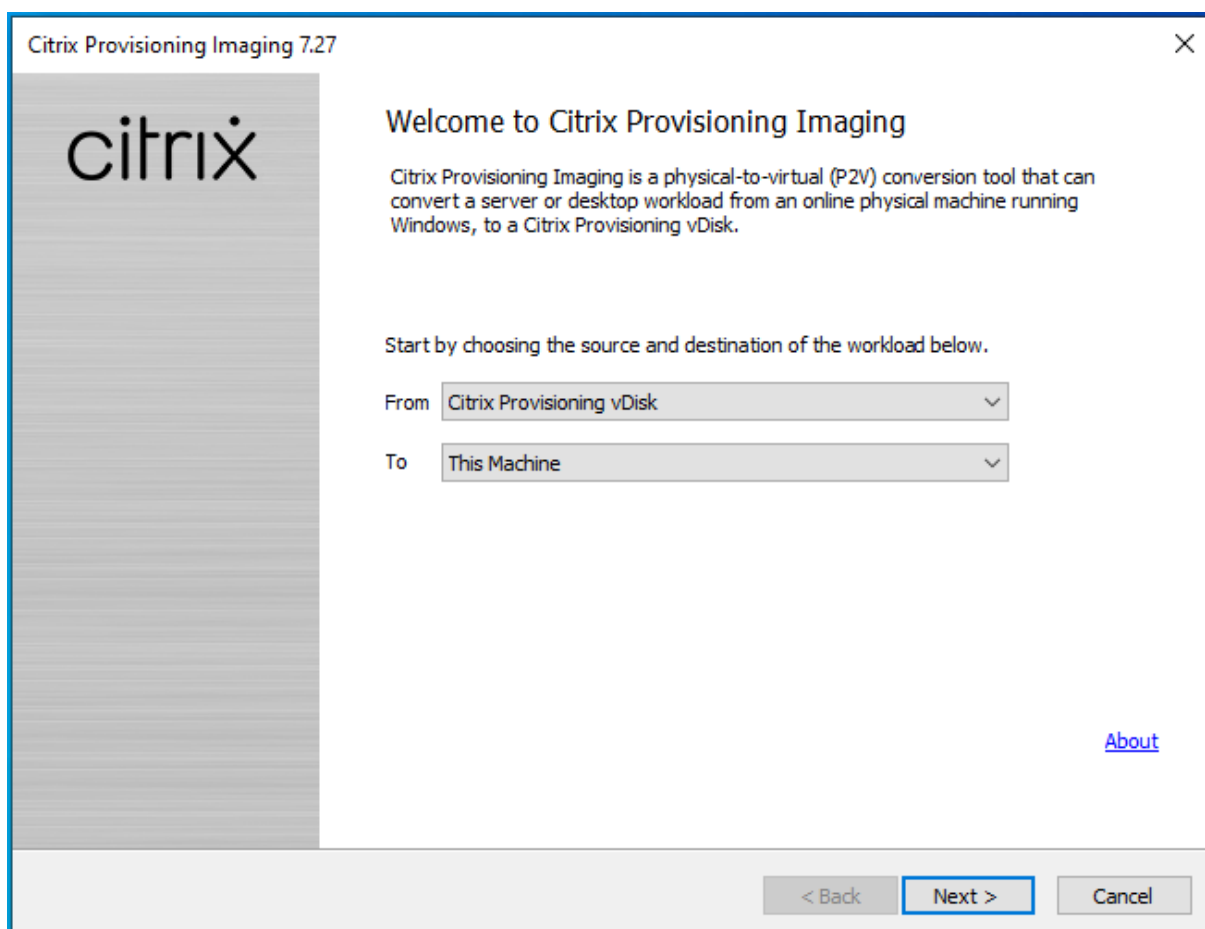 Citrix Provisioning Imaging 7.27
citrix
Welcome to Citrix Provisioning Imaging
Citrix Provisioning Imaging is a physical-to-virtual (P2V) conversion tool that can
convert a server or desktop workload from an online physical machine running
Windows, to a Citrix Provisioning vDisk.
Start by choosing the source and destination of the workload below.
From Citrix Provisioning vDisk
To This Machine
About
< Back Next > Cancel